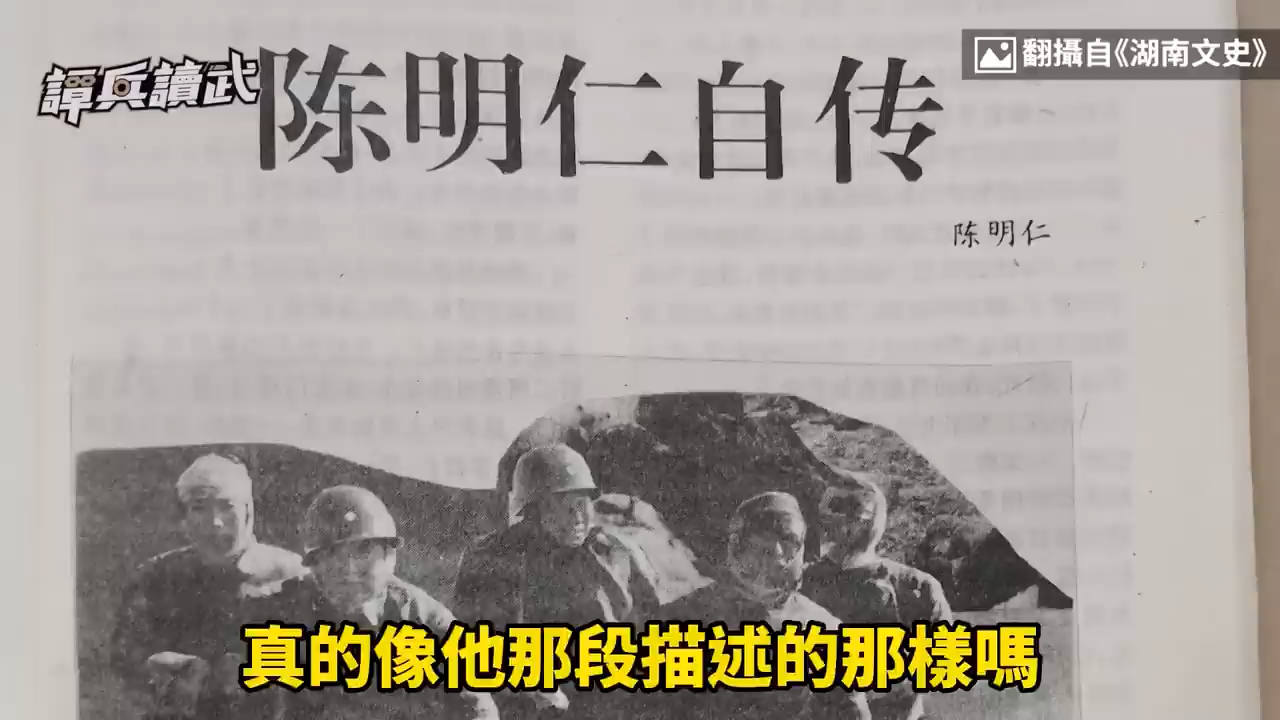 譚兵讀武
翻攝自《湖南文史》
陈明仁自传
陈明仁
真的像他那段描述的那樣嗎